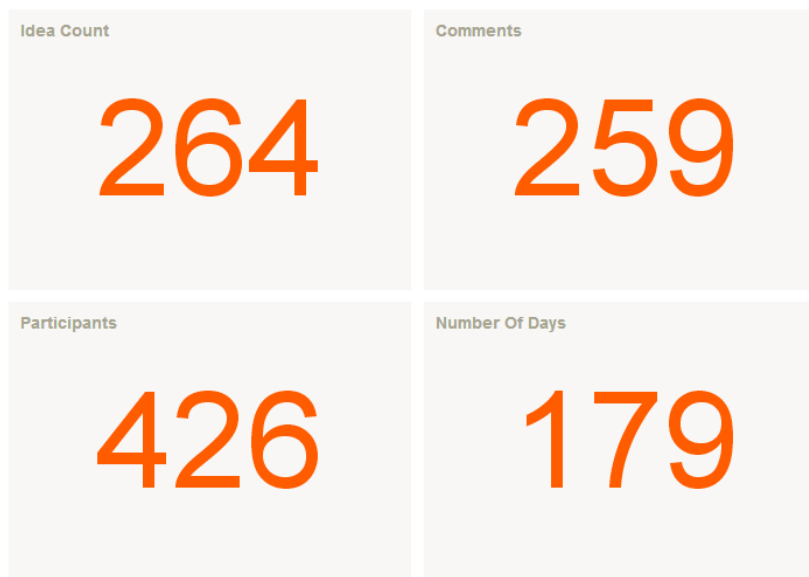 Idea Count
264
Comments
259
Participants
426
Number Of Days
179